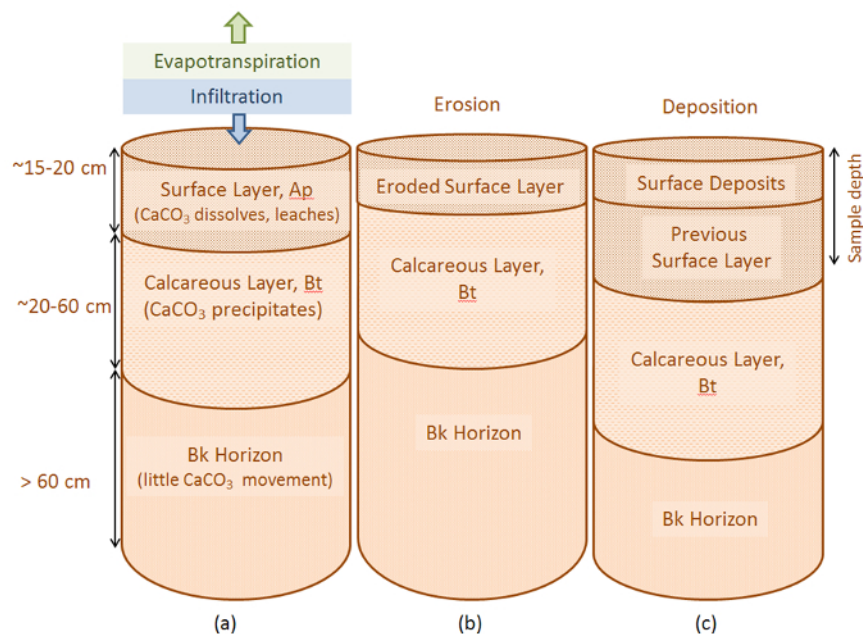 Evapotranspiration
Infiltration
Erosion
Deposition
~15-20 cm
Surface Layer, Ap
(CaCO₃ dissolves, leaches)
Eroded Surface Layer
Surface Deposits
Previous
Surface Layer
Sample depth
~20-60 cm
Calcareous Layer, Bt
(CaCO₃ precipitates)
Calcareous Layer,
Bt
Calcareous Layer,
Bt
> 60 cm
Bk Horizon
(little CaCO₃ movement)
Bk Horizon
Bk Horizon
(a)
(b)
(c)